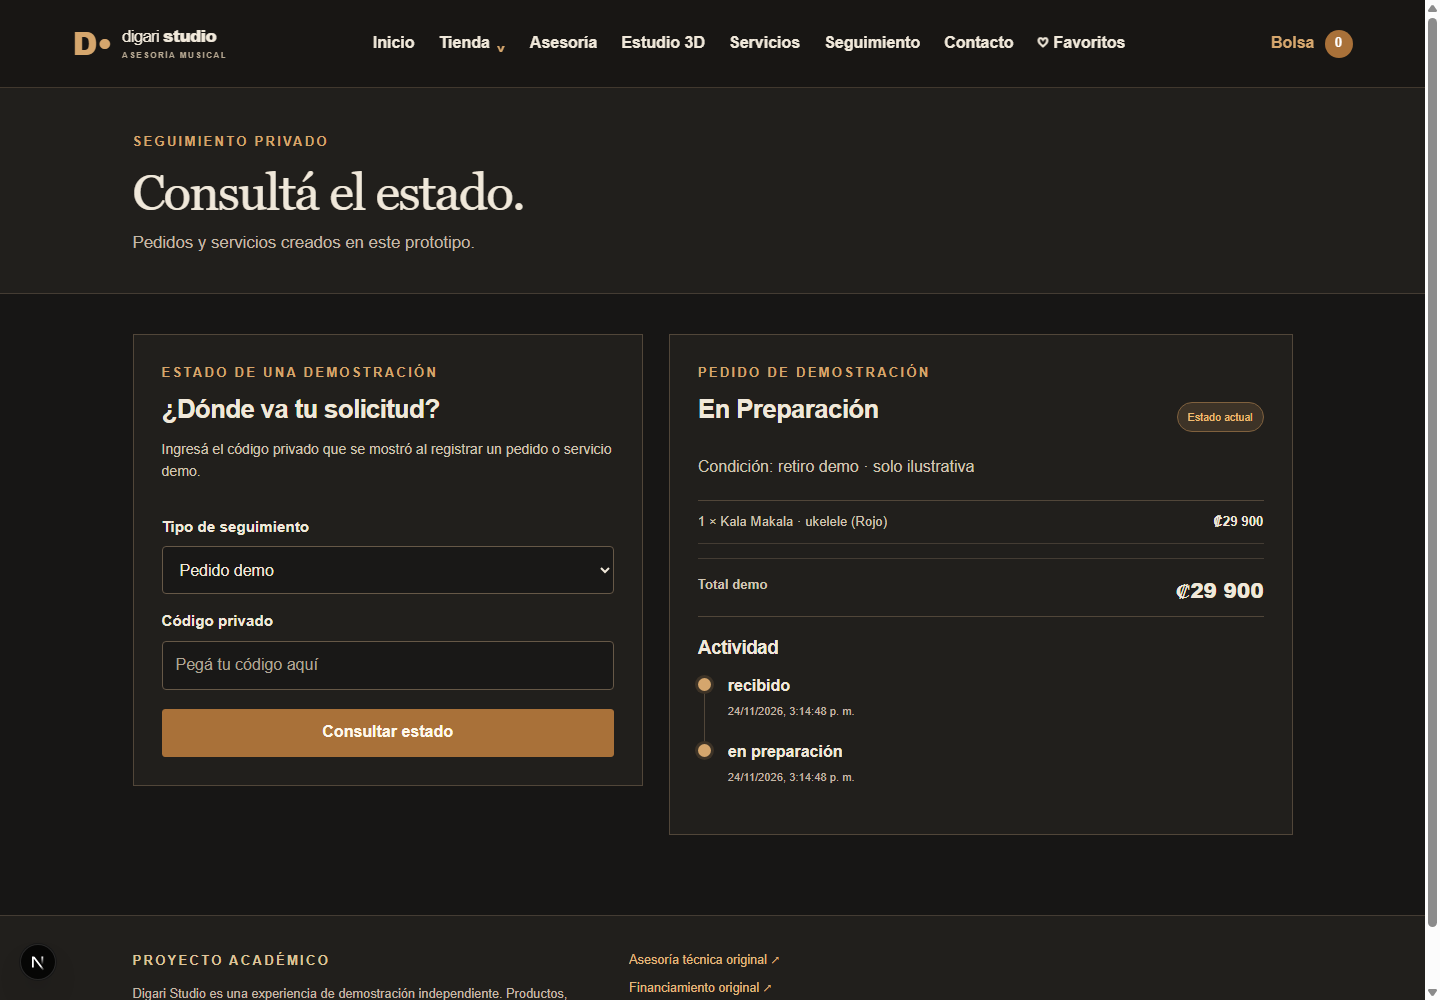 D• digari studio
ASESORÍA MUSICAL
Inicio
Tienda v
Asesoría
Estudio 3D
Servicios
Seguimiento
Contacto
♡ Favoritos
Bolsa 0
SEGUIMIENTO PRIVADO
Consultá el estado.
Pedidos y servicios creados en este prototipo.
ESTADO DE UNA DEMOSTRACIÓN
¿Dónde va tu solicitud?
Ingresá el código privado que se mostró al registrar un pedido o servicio
demo.
Tipo de seguimiento
Pedido demo
Código privado
Pegá tu código aquí
Consultar estado
PEDIDO DE DEMOSTRACIÓN
En Preparación
Estado actual
Condición: retiro demo · solo ilustrativa
1 × Kala Makala · ukelele (Rojo) ₡29 900
Total demo ₡29 900
Actividad
recibido
24/11/2026, 3:14:48 p. m.
en preparación
24/11/2026, 3:14:48 p. m.
PROYECTO ACADÉMICO
Digari Studio es una experiencia de demostración independiente. Productos,
Asesoría técnica original ↗
Financiamiento original ↗
N